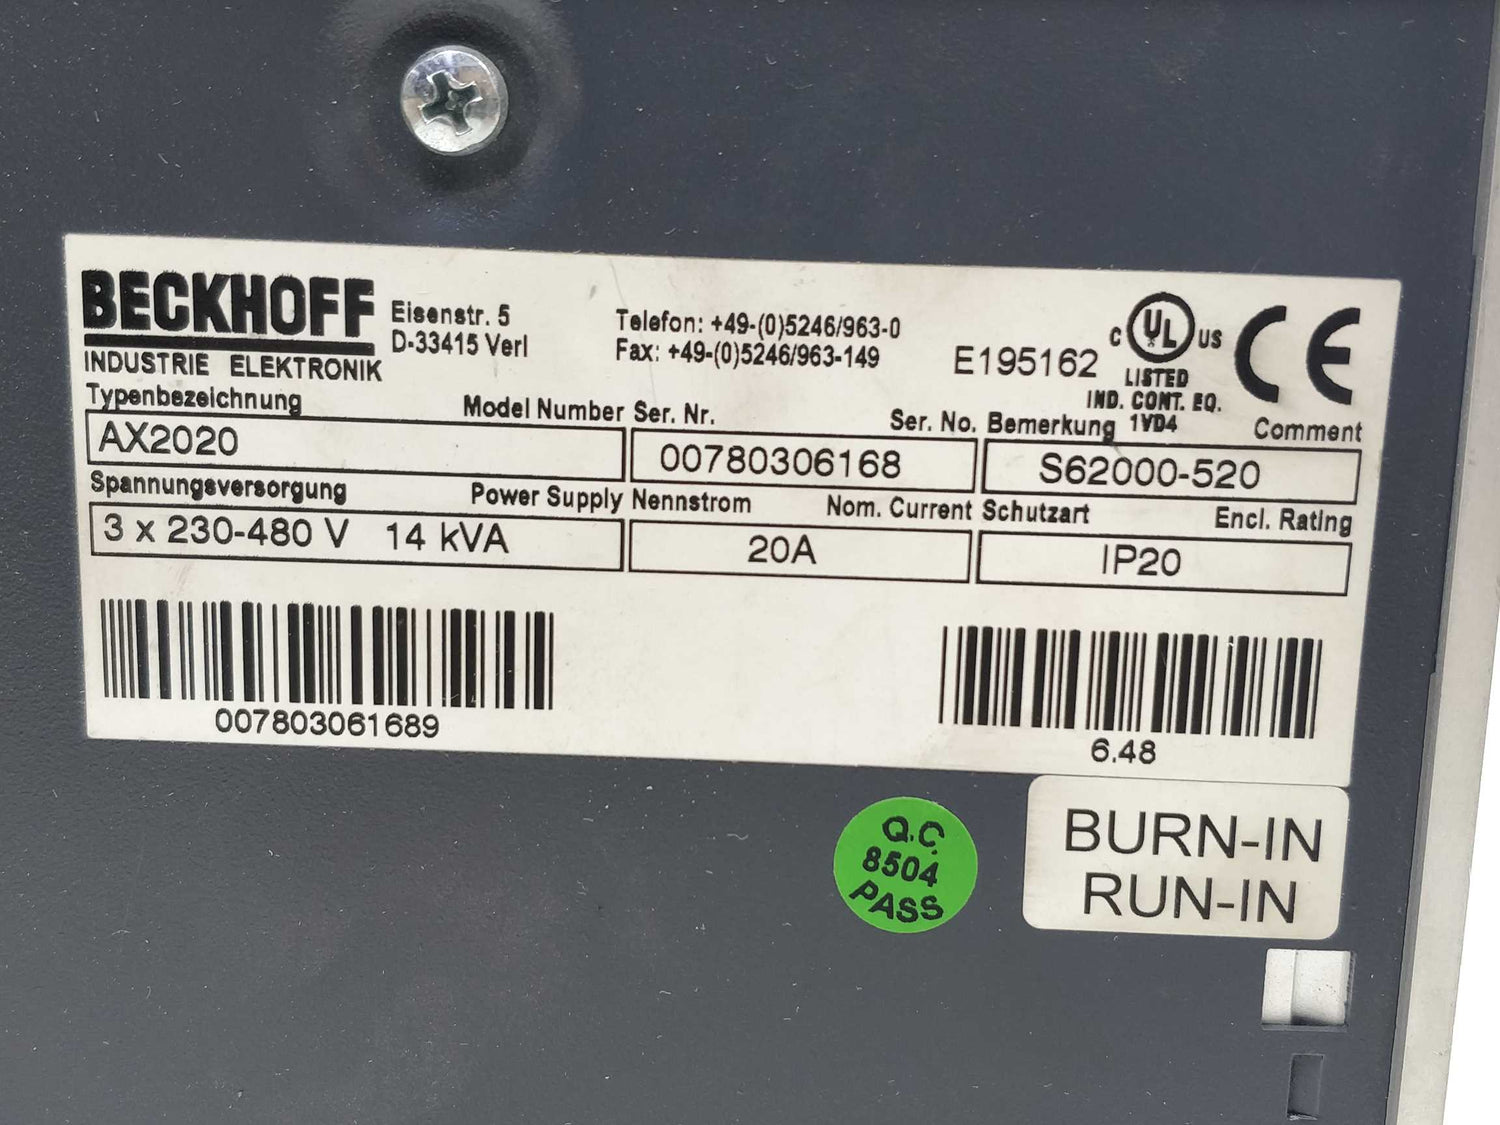 BECKHOFF
INDUSTRIE ELEKTRONIK
Eisenstr. 5
D-33415 Verl
Telefon: +49-(0)5246/963-0
Fax: +49-(0)5246/963-149
E195162
C UL US
LISTED
IND. CONT. EQ.
1VD4
CE
Typenbezeichnung Model Number
AX2020
Ser. Nr. Ser. No.
00780306168
Bemerkung Comment
S62000-520
Spannungsversorgung Power Supply
3 x 230-480 V 14 kVA
Nennstrom Nom. Current
20A
Schutzart Encl. Rating
IP20
007803061689
6.48
Q.C.
8504
PASS
BURN-IN
RUN-IN